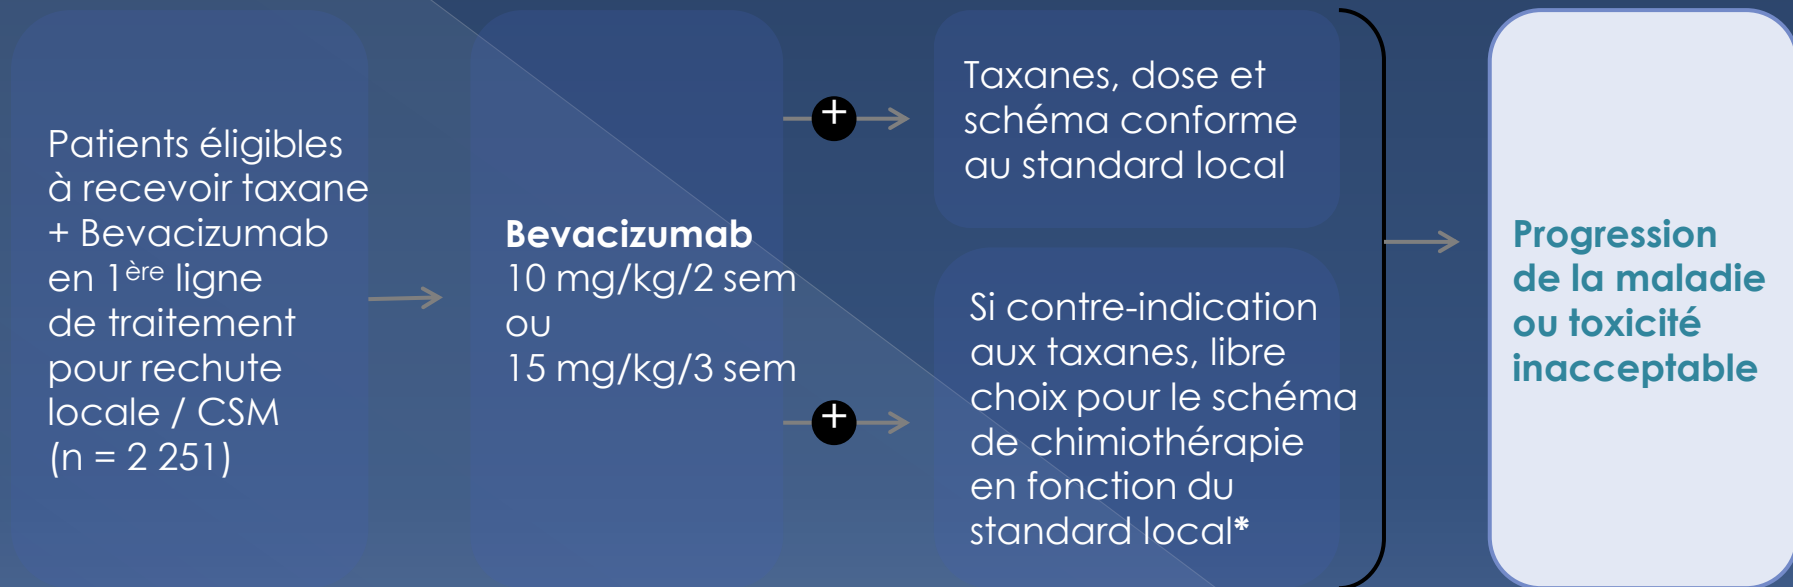 Patients éligibles
à recevoir taxane
+ Bevacizumab
en 1ère ligne
de traitement
pour rechute
locale / CSM
(n = 2 251)
Bevacizumab
10 mg/kg/2 sem
ou
15 mg/kg/3 sem
+
Taxanes, dose et
schéma conforme
au standard local
+
Si contre-indication
aux taxanes, libre
choix pour le schéma
de chimiothérapie
en fonction du
standard local*
Progression
de la maladie
ou toxicité
inacceptable